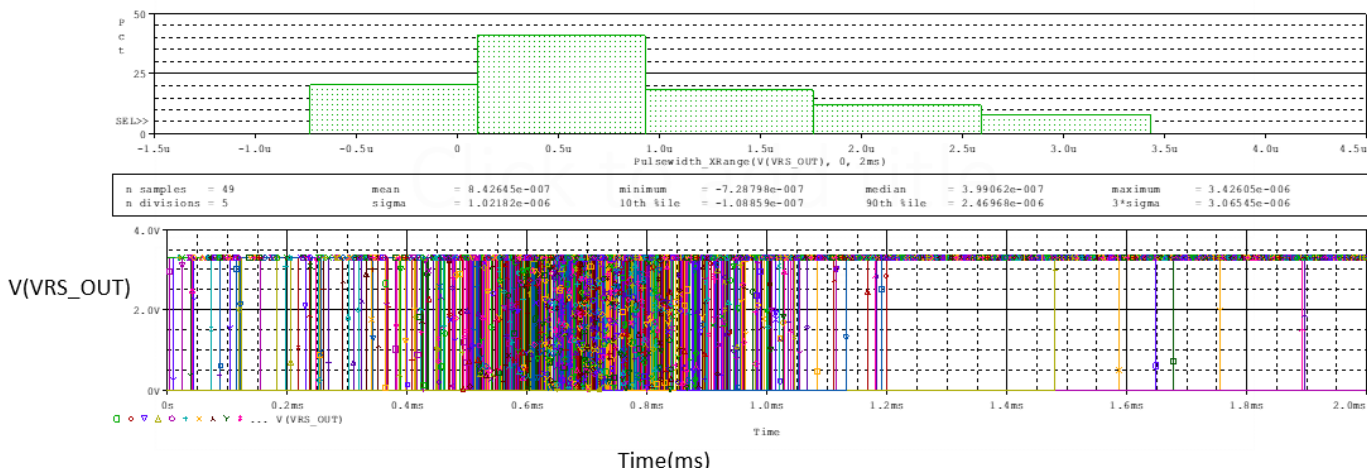 50
P
c
t
25
SEL>>
0
-1.5u -1.0u -0.5u 0 0.5u 1.0u 1.5u 2.0u 2.5u 3.0u 3.5u 4.0u 4.5u
Pulsewidth_XRange(V(VRS_OUT), 0, 2ms)
Click to add title
n samples = 49 mean = 8.42645e-007 minimum = -7.28798e-007 median = 3.99062e-007 maximum = 3.42605e-006
n divisions = 5 sigma = 1.02182e-006 10th %ile = -1.08859e-007 90th %ile = 2.46968e-006 3*sigma = 3.06545e-006
4.0V
V(VRS_OUT)
2.0V
0V
0s 0.2ms 0.4ms 0.6ms 0.8ms 1.0ms 1.2ms 1.4ms 1.6ms 1.8ms 2.0ms
... V(VRS_OUT)
Time
Time(ms)